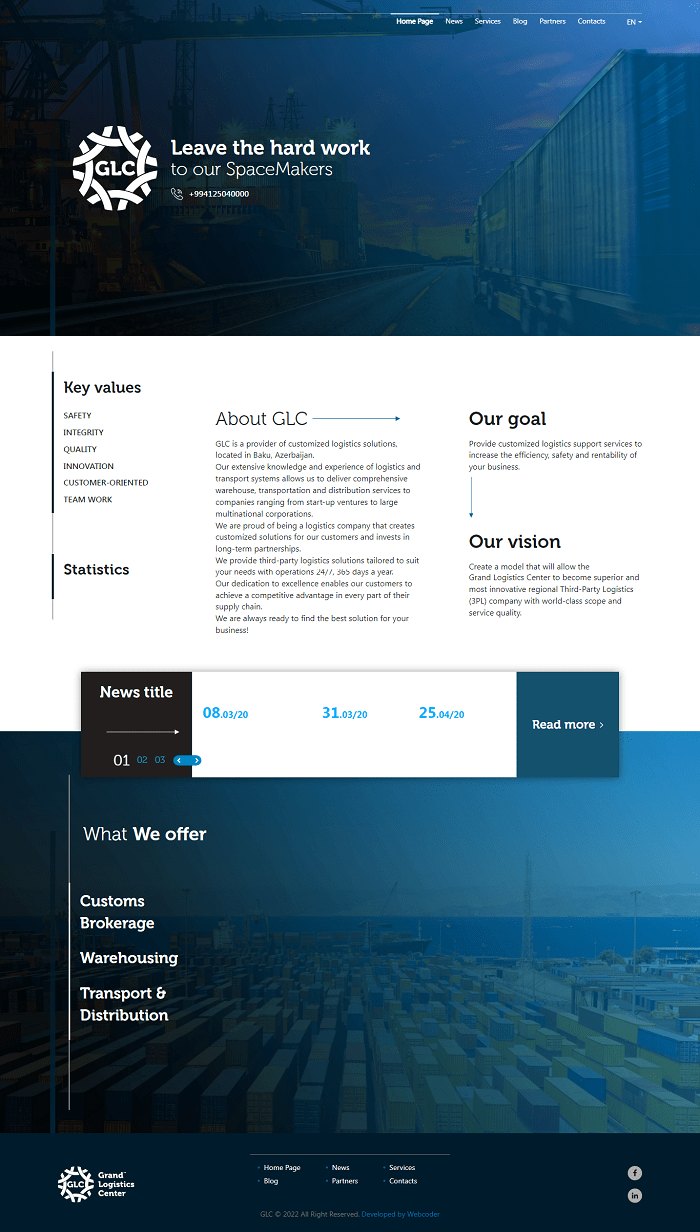 Home Page News Services Blog Partners Contacts EN
GLC
Leave the hard work
to our SpaceMakers
+994125040000
Key values
SAFETY
INTEGRITY
QUALITY
INNOVATION
CUSTOMER-ORIENTED
TEAM WORK
Statistics
About GLC
GLC is a provider of customized logistics solutions,
located in Baku, Azerbaijan.
Our extensive knowledge and experience of logistics and
transport systems allows us to deliver comprehensive
warehouse, transportation and distribution services to
companies ranging from start-up ventures to large
multinational corporations.
We are proud of being a logistics company that creates
customized solutions for our customers and invests in
long-term partnerships.
We provide third-party logistics solutions tailored to suit
your needs with operations 24/7, 365 days a year.
Our dedication to excellence enables our customers to
achieve a competitive advantage in every part of their
supply chain.
We are always ready to find the best solution for your
business!
Our goal
Provide customized logistics support services to
increase the efficiency, safety and rentability of
your business.
Our vision
Create a model that will allow the
Grand Logistics Center to become superior and
most innovative regional Third-Party Logistics
(3PL) company with world-class scope and
service quality.
News title
01 02 03
08.03/20 31.03/20 25.04/20
Read more >
What We offer
Customs
Brokerage
Warehousing
Transport &
Distribution
GLC
Grand
Logistics
Center
Home Page News Services
Blog Partners Contacts
f
in
GLC © 2022 All Right Reserved. Developed by Webcoder